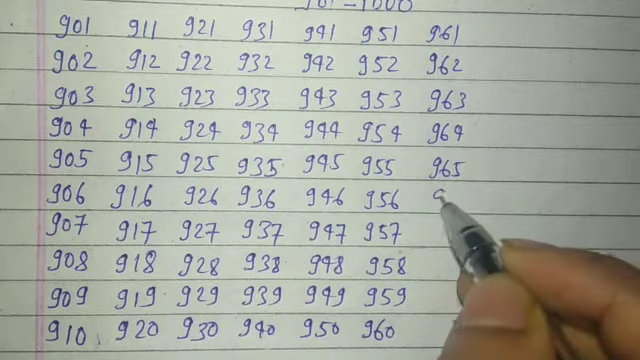 901-1000
901 911 921 931 941 951 961
902 912 922 932 942 952 962
903 913 923 933 943 953 963
904 914 924 934 944 954 964
905 915 925 935 945 955 965
906 916 926 936 946 956 9
907 917 927 937 947 957
908 918 928 938 948 958
909 919 929 939 949 959
910 920 930 940 950 960